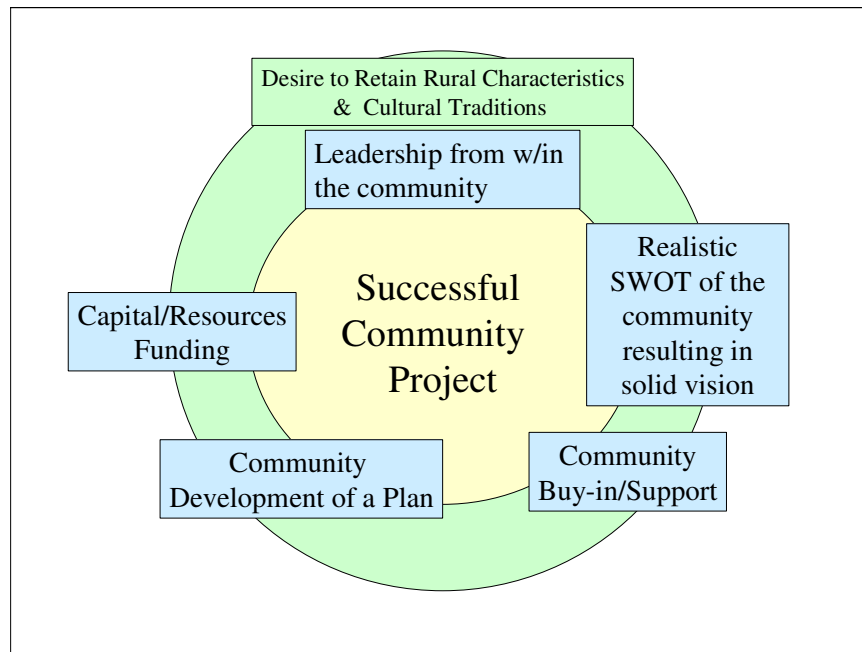 Desire to Retain Rural Characteristics
& Cultural Traditions
Leadership from w/in
the community
Realistic
SWOT of the
community
resulting in
solid vision
Successful
Community
Project
Capital/Resources
Funding
Community
Development of a Plan
Community
Buy-in/Support